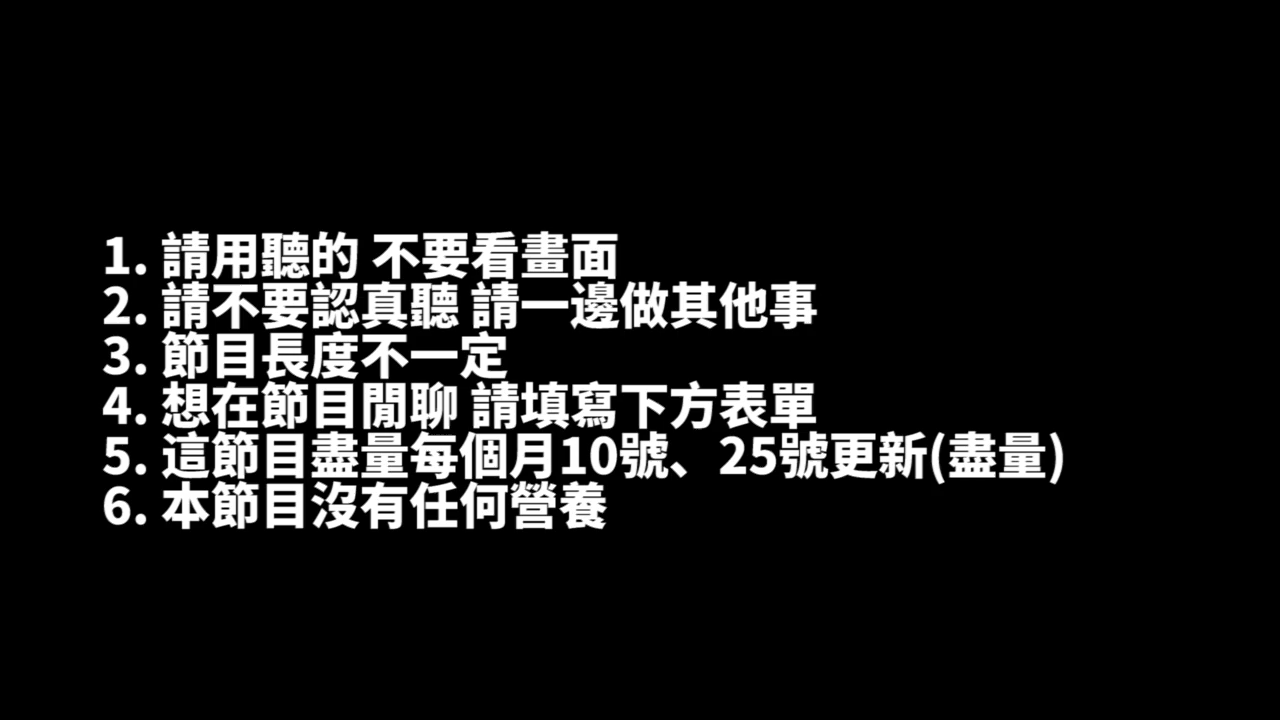 1. 請用聽的 不要看畫面
2. 請不要認真聽 請一邊做其他事
3. 節目長度不一定
4. 想在節目閒聊 請填寫下方表單
5. 這節目盡量每個月10號、25號更新(盡量)
6. 本節目沒有任何營養